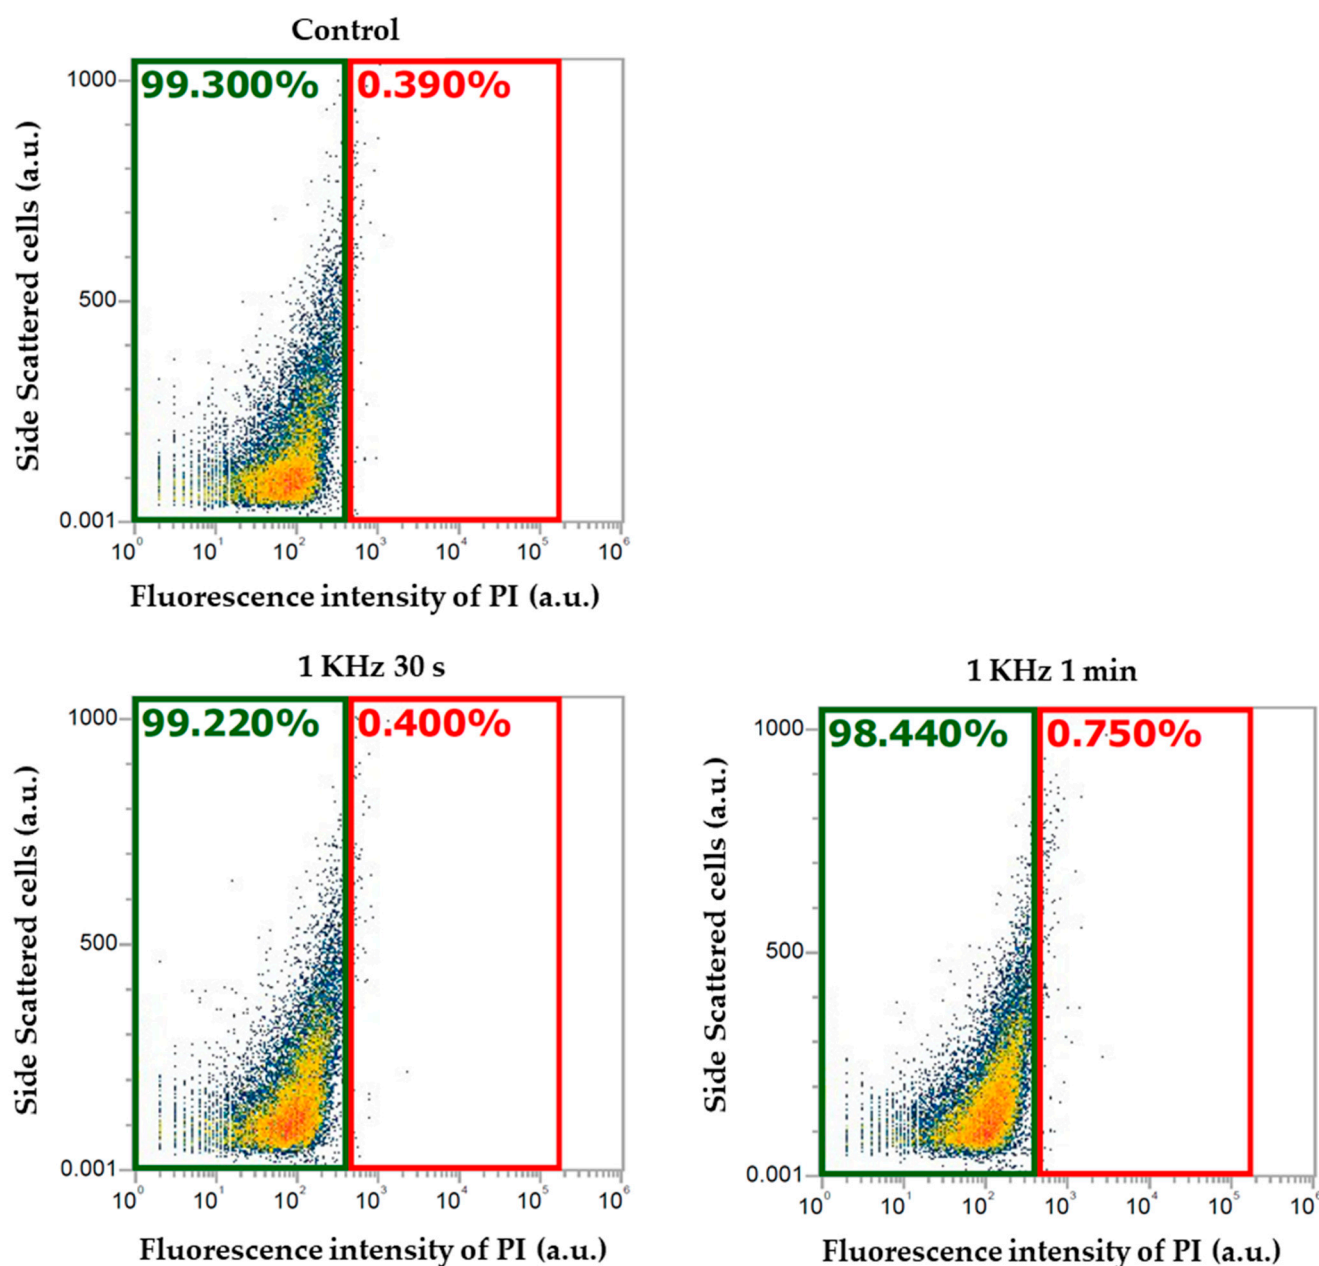 Control
99.300% 0.390%
1000
500
0.001
10⁰ 10¹ 10² 10³ 10⁴ 10⁵ 10⁶
Side Scattered cells (a.u.)
Fluorescence intensity of PI (a.u.)
1 KHz 30 s
99.220% 0.400%
1000
500
0.001
10⁰ 10¹ 10² 10³ 10⁴ 10⁵ 10⁶
Side Scattered cells (a.u.)
Fluorescence intensity of PI (a.u.)
1 KHz 1 min
98.440% 0.750%
1000
500
0.001
10⁰ 10¹ 10² 10³ 10⁴ 10⁵ 10⁶
Side Scattered cells (a.u.)
Fluorescence intensity of PI (a.u.)